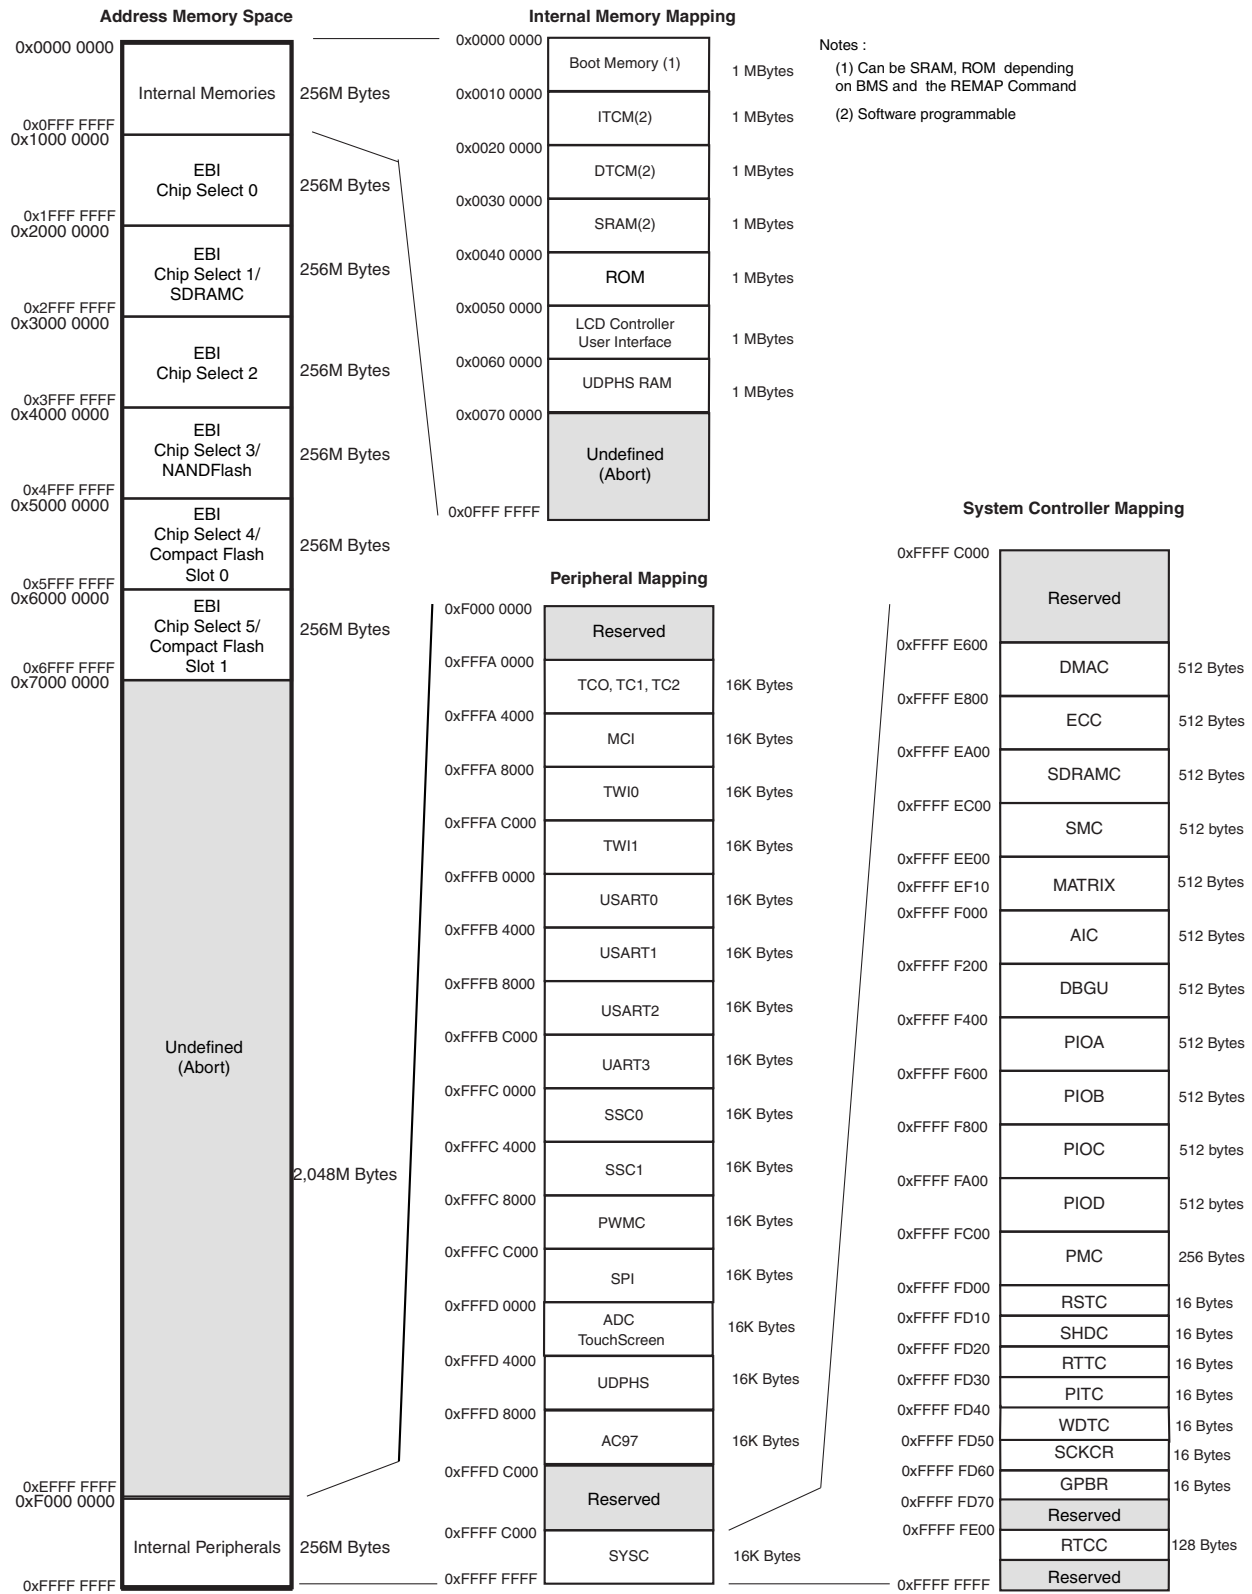 Address Memory Space
0x0000 0000
Internal Memories
256M Bytes
0x0FFF FFFF
0x1000 0000
EBI
Chip Select 0
256M Bytes
0x1FFF FFFF
0x2000 0000
EBI
Chip Select 1/
SDRAMC
256M Bytes
0x2FFF FFFF
0x3000 0000
EBI
Chip Select 2
256M Bytes
0x3FFF FFFF
0x4000 0000
EBI
Chip Select 3/
NANDFlash
256M Bytes
0x4FFF FFFF
0x5000 0000
EBI
Chip Select 4/
Compact Flash
Slot 0
256M Bytes
0x5FFF FFFF
0x6000 0000
EBI
Chip Select 5/
Compact Flash
Slot 1
256M Bytes
0x6FFF FFFF
0x7000 0000
Undefined
(Abort)
2,048M Bytes
0xEFFF FFFF
0xF000 0000
Internal Peripherals
256M Bytes
0xFFFF FFFF
Internal Memory Mapping
0x0000 0000
Boot Memory (1)
1 MBytes
0x0010 0000
ITCM(2)
1 MBytes
0x0020 0000
DTCM(2)
1 MBytes
0x0030 0000
SRAM(2)
1 MBytes
0x0040 0000
ROM
1 MBytes
0x0050 0000
LCD Controller
User Interface
1 MBytes
0x0060 0000
UDPHS RAM
1 MBytes
0x0070 0000
Undefined
(Abort)
0x0FFF FFFF
Notes :
(1) Can be SRAM, ROM depending
on BMS and the REMAP Command
(2) Software programmable
Peripheral Mapping
0xF000 0000
Reserved
0xFFFA 0000
TCO, TC1, TC2
16K Bytes
0xFFFA 4000
MCI
16K Bytes
0xFFFA 8000
TWI0
16K Bytes
0xFFFA C000
TWI1
16K Bytes
0xFFFB 0000
USART0
16K Bytes
0xFFFB 4000
USART1
16K Bytes
0xFFFB 8000
USART2
16K Bytes
0xFFFB C000
UART3
16K Bytes
0xFFFC 0000
SSC0
16K Bytes
0xFFFC 4000
SSC1
16K Bytes
0xFFFC 8000
PWMC
16K Bytes
0xFFFC C000
SPI
16K Bytes
0xFFFD 0000
ADC
TouchScreen
16K Bytes
0xFFFD 4000
UDPHS
16K Bytes
0xFFFD 8000
AC97
16K Bytes
0xFFFD C000
Reserved
0xFFFF C000
SYSC
16K Bytes
0xFFFF FFFF
System Controller Mapping
0xFFFF C000
Reserved
0xFFFF E600
DMAC
512 Bytes
0xFFFF E800
ECC
512 Bytes
0xFFFF EA00
SDRAMC
512 Bytes
0xFFFF EC00
SMC
512 bytes
0xFFFF EE00
0xFFFF EF10
MATRIX
512 Bytes
0xFFFF F000
AIC
512 Bytes
0xFFFF F200
DBGU
512 Bytes
0xFFFF F400
PIOA
512 Bytes
0xFFFF F600
PIOB
512 Bytes
0xFFFF F800
PIOC
512 bytes
0xFFFF FA00
PIOD
512 bytes
0xFFFF FC00
PMC
256 Bytes
0xFFFF FD00
RSTC
16 Bytes
0xFFFF FD10
SHDC
16 Bytes
0xFFFF FD20
RTTC
16 Bytes
0xFFFF FD30
PITC
16 Bytes
0xFFFF FD40
WDTC
16 Bytes
0xFFFF FD50
SCKCR
16 Bytes
0xFFFF FD60
GPBR
16 Bytes
0xFFFF FD70
Reserved
0xFFFF FE00
RTCC
128 Bytes
Reserved
0xFFFF FFFF